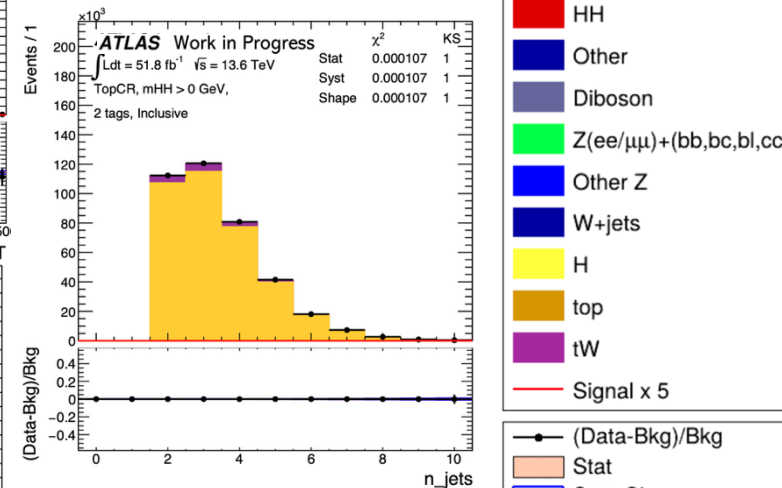 ×10³
Events / 1
200
180
160
140
120
100
80
60
40
20
0
ATLAS Work in Progress
∫Ldt = 51.8 fb⁻¹ √s = 13.6 TeV
TopCR, mHH > 0 GeV,
2 tags, Inclusive
χ² KS
Stat 0.000107 1
Syst 0.000107 1
Shape 0.000107 1
(Data-Bkg)/Bkg
0.4
0.2
0
−0.2
−0.4
0 2 4 6 8 10
n_jets
HH
Other
Diboson
Z(ee/μμ)+(bb,bc,bl,cc
Other Z
W+jets
H
top
tW
Signal x 5
(Data-Bkg)/Bkg
Stat